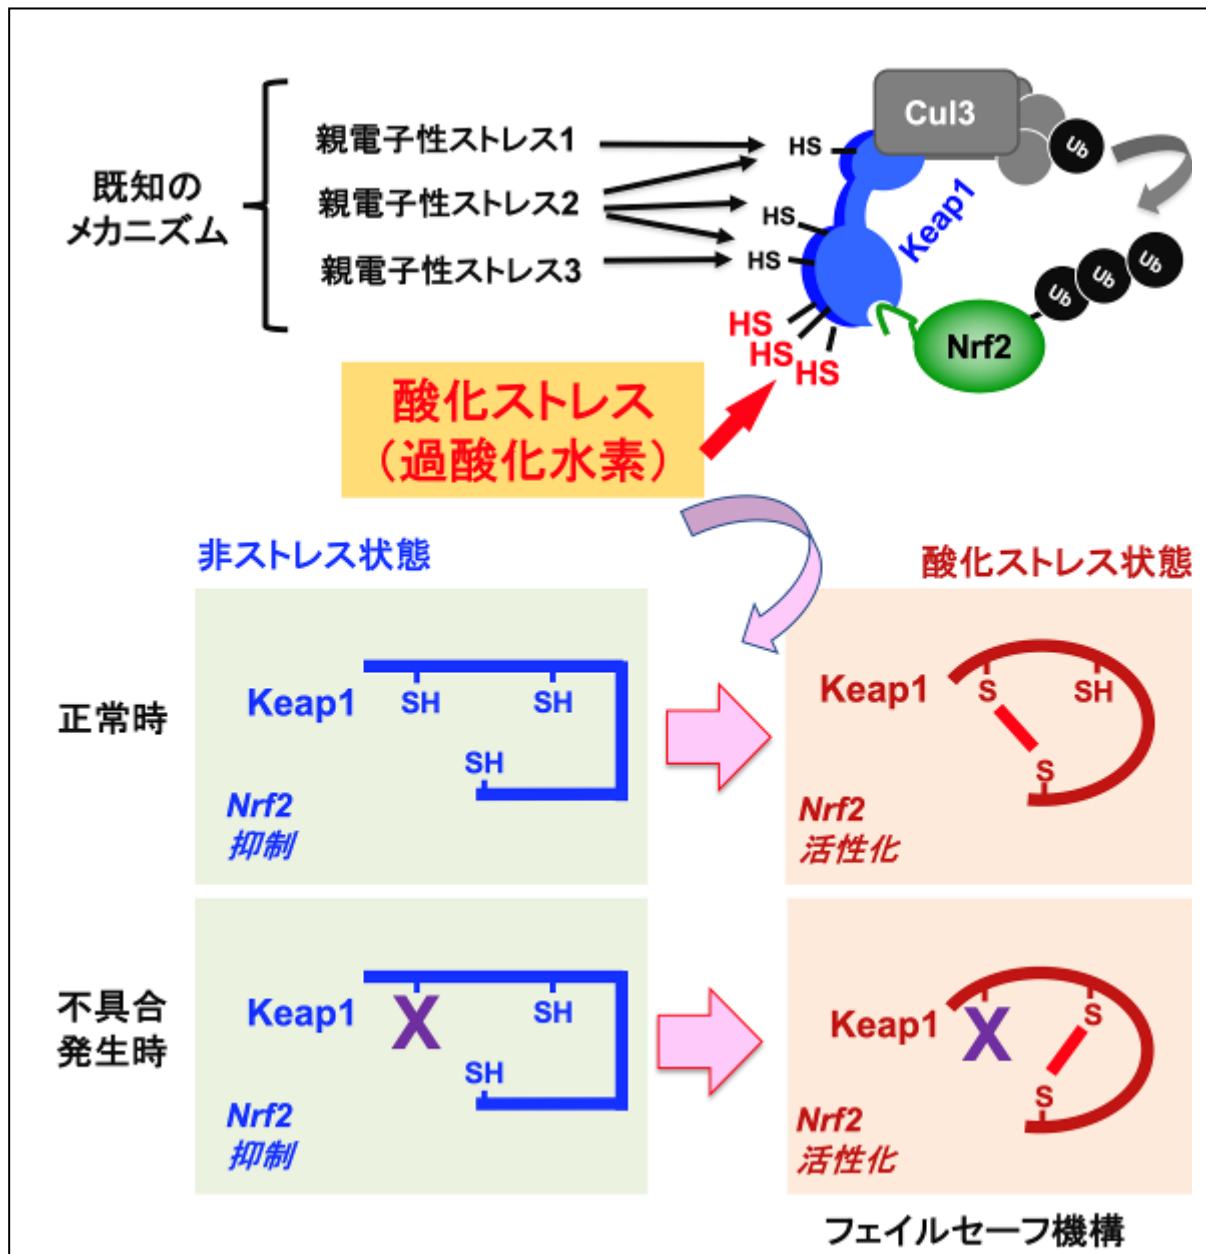 既知の
メカニズム
親電子性ストレス1
親電子性ストレス2
親電子性ストレス3
HS
HS
HS
HS
HS
HS
Cul3
Keap1
Ub
Ub
Ub
Ub
Nrf2
酸化ストレス
（過酸化水素）
非ストレス状態
酸化ストレス状態
正常時
Keap1
SH
SH
SH
Nrf2
抑制
Keap1
S
SH
S
Nrf2
活性化
不具合
発生時
Keap1
X
SH
SH
Nrf2
抑制
Keap1
X
S
S
Nrf2
活性化
フェイルセーフ機構